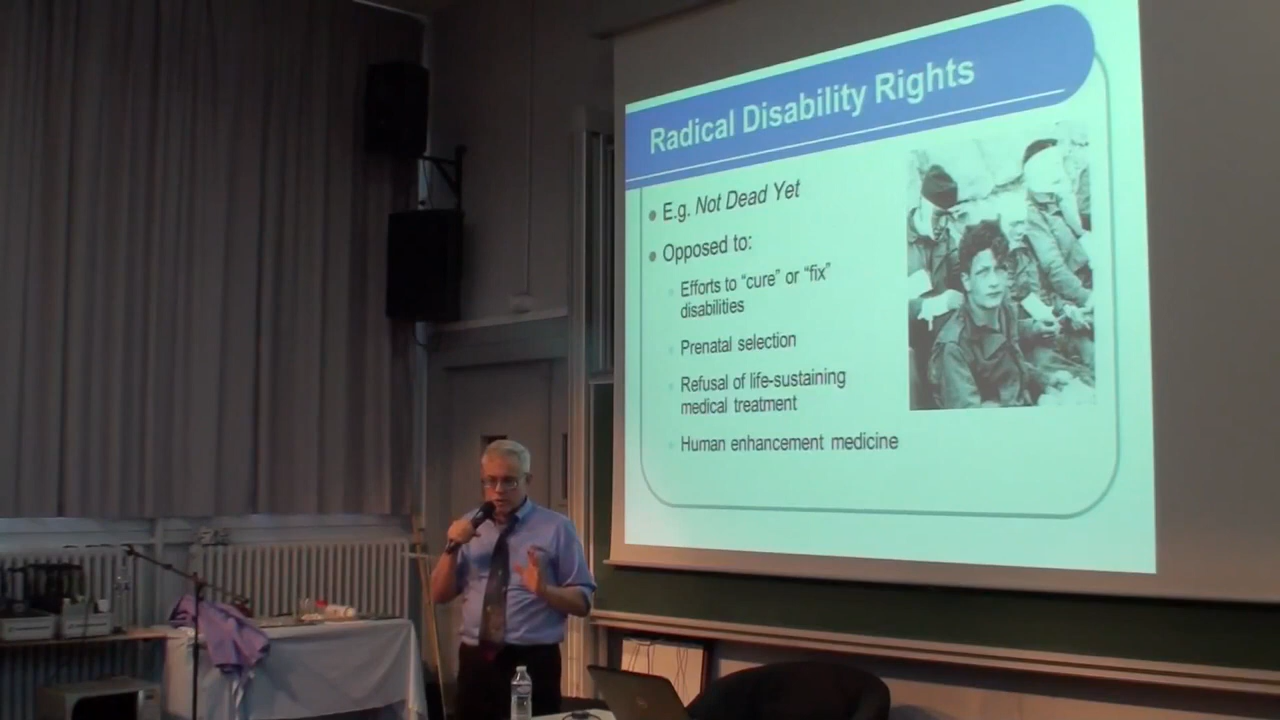 Radical Disability Rights
E.g. Not Dead Yet
Opposed to:
Efforts to “cure” or “fix”
disabilities
Prenatal selection
Refusal of life-sustaining
medical treatment
Human enhancement medicine